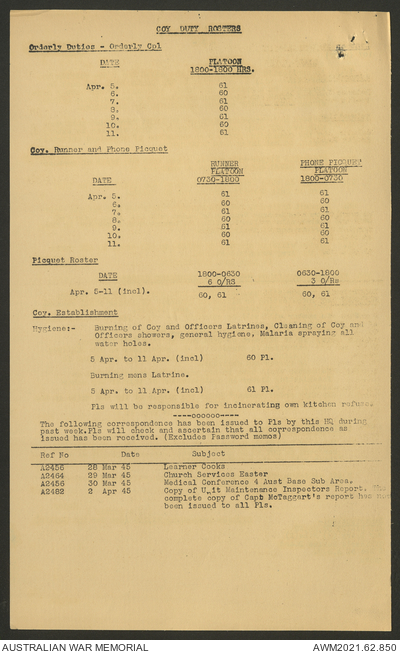 COY DUTY ROSTERS
Orderly Duties - Orderly Cpl
DATE PLATOON
1800-1800 HRS.
Apr. 5. 61
6. 60
7. 61
8. 60
9. 61
10. 60
11. 61
Coy. Runner and Phone Picquet
RUNNER PHONE PICQUET
PLATOON PLATOON
DATE 0730-1800 1800-0730
Apr. 5. 61 61
6. 60 60
7. 61 61
8. 60 60
9. 61 61
10. 60 60
11. 61 61
Picquet Roster
DATE 1800-0630 0630-1800
6 O/RS 3 O/Rs
Apr. 5-11 (incl). 60, 61 60, 61
Coy. Establishment
Hygiene:- Burning of Coy and Officers Latrines, Cleaning of Coy and
Officers showers, general hygiene, Malaria spraying all
water holes.
5 Apr. to 11 Apr. (incl) 60 Pl.
Burning mens Latrine.
5 Apr. to 11 Apr. (incl) 61 Pl.
Pls will be responsible for incinerating own kitchen refuse.
----oooooo----
The following correspondence has been issued to Pls by this HQ during
past week.Pls will check and ascertain that all correspondence as
issued has been received. (Excludes Password memos)
Ref No Date Subject
A2456 28 Mar 45 Learner Cooks
A2464 29 Mar 45 Church Services Easter
A2456 30 Mar 45 Medical Conference 4 Aust Base Sub Area.
A2482 2 Apr 45 Copy of Unit Maintenance Inspectors Report.
complete copy of Capt McTaggart's report has
been issued to all Pls.
AUSTRALIAN WAR MEMORIAL AWM2021.62.850